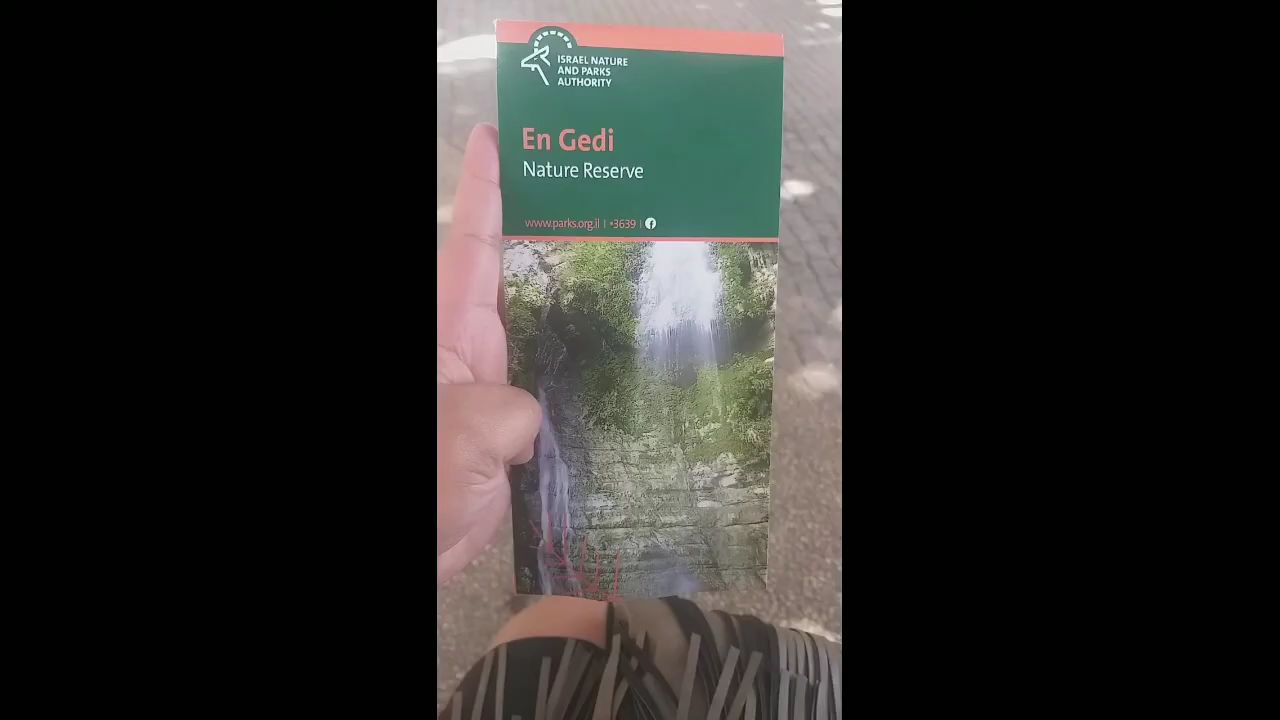 ISRAEL NATURE
AND PARKS
AUTHORITY
En Gedi
Nature Reserve
www.parks.org.il | *3639 |